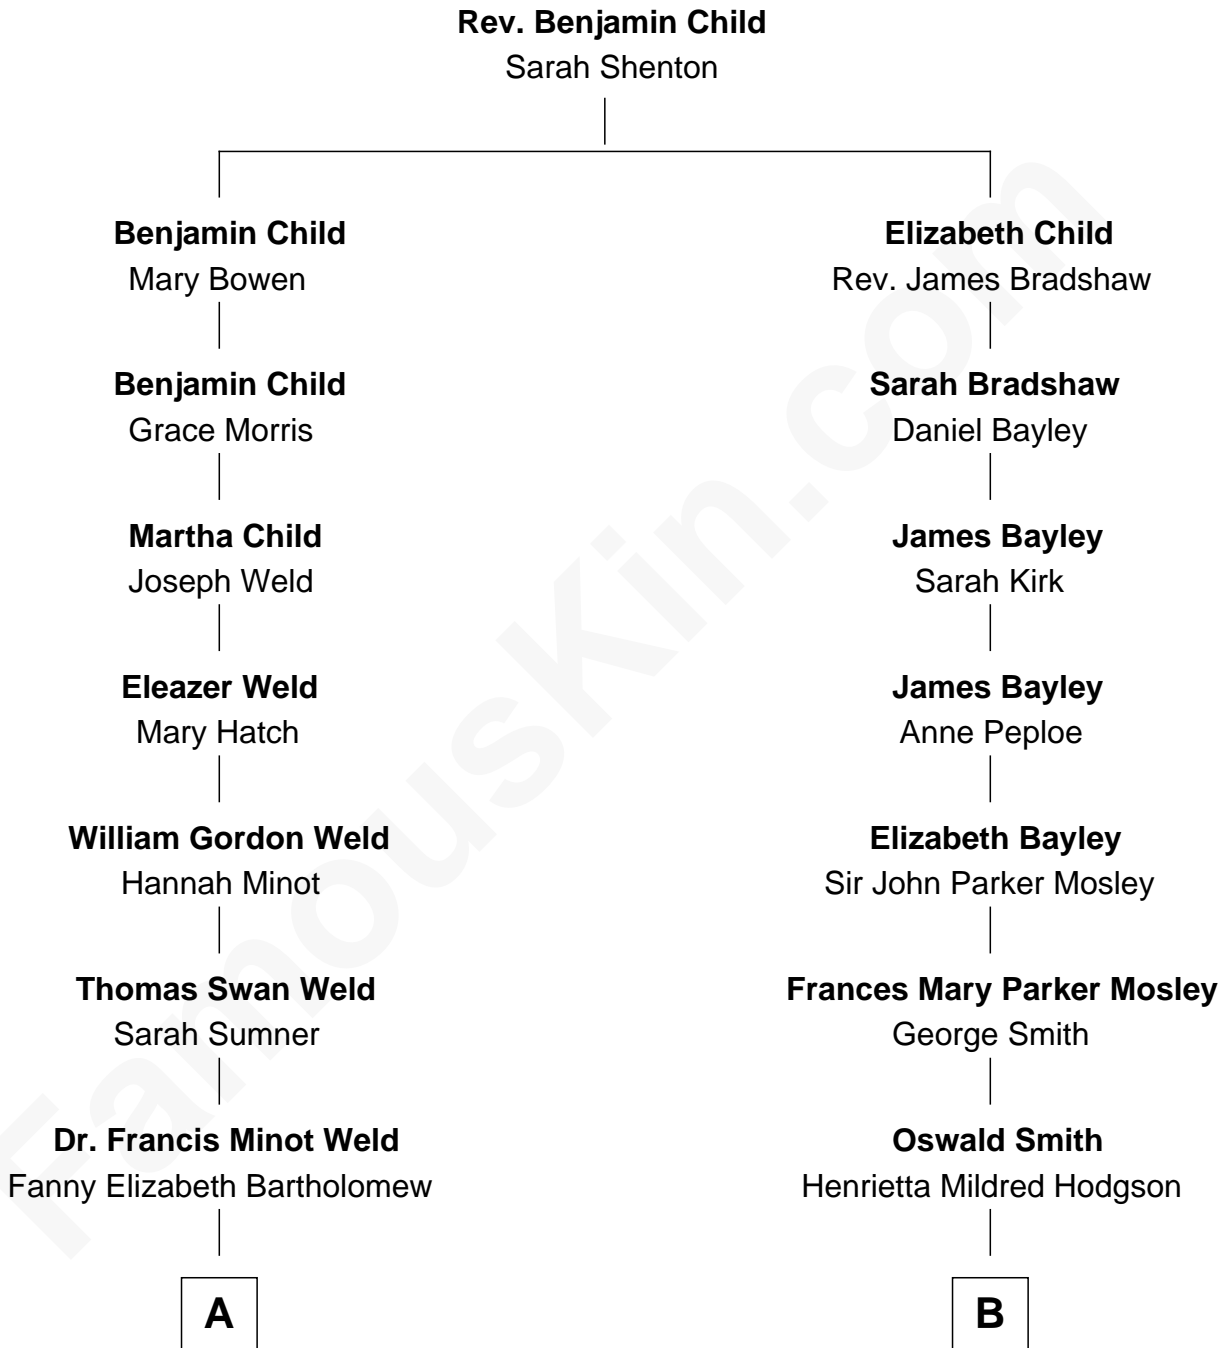 Rev. Benjamin Child
Sarah Shenton
Benjamin Child
Mary Bowen
Benjamin Child
Grace Morris
Martha Child
Joseph Weld
Eleazer Weld
Mary Hatch
William Gordon Weld
Hannah Minot
Thomas Swan Weld
Sarah Sumner
Dr. Francis Minot Weld
Fanny Elizabeth Bartholomew
A
Elizabeth Child
Rev. James Bradshaw
Sarah Bradshaw
Daniel Bayley
James Bayley
Sarah Kirk
James Bayley
Anne Peploe
Elizabeth Bayley
Sir John Parker Mosley
Frances Mary Parker Mosley
George Smith
Oswald Smith
Henrietta Mildred Hodgson
B
FamousKin.com